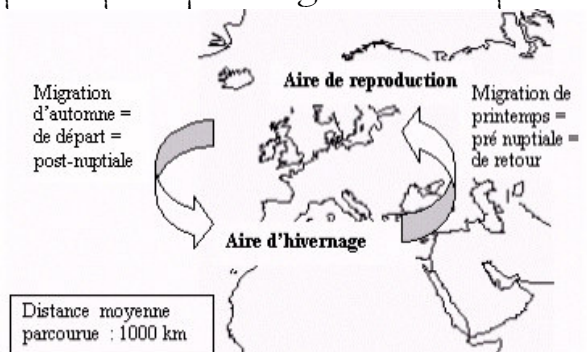 Aire de reproduction
Migration
d'automne =
de départ =
post-nuptiale
Migration de
printemps =
pré nuptiale =
de retour
Aire d'hivernage
Distance moyenne
parcourue : 1000 km